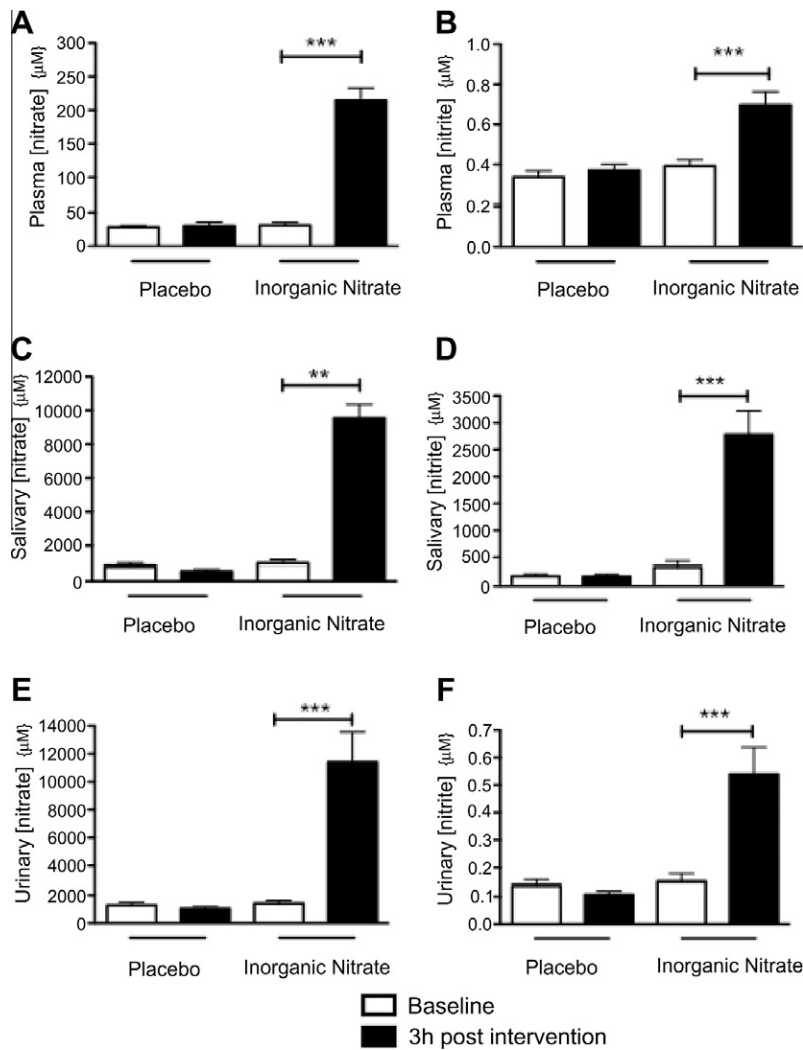 A
Plasma [nitrate] {μM}
300
250
200
150
100
50
0
***
Placebo
Inorganic Nitrate
B
Plasma [nitrite] {μM}
1.0
0.8
0.6
0.4
0.2
0.0
***
Placebo
Inorganic Nitrate
C
Salivary [nitrate] {μM}
12000
10000
8000
6000
4000
2000
0
**
Placebo
Inorganic Nitrate
D
Salivary [nitrite] {μM}
3500
3000
2500
2000
1500
1000
500
0
***
Placebo
Inorganic Nitrate
E
Urinary [nitrate] {μM}
14000
12000
10000
8000
6000
4000
2000
0
***
Placebo
Inorganic Nitrate
F
Urinary [nitrite] {μM}
0.7
0.6
0.5
0.4
0.3
0.2
0.1
0.0
***
Placebo
Inorganic Nitrate
Baseline
3h post intervention